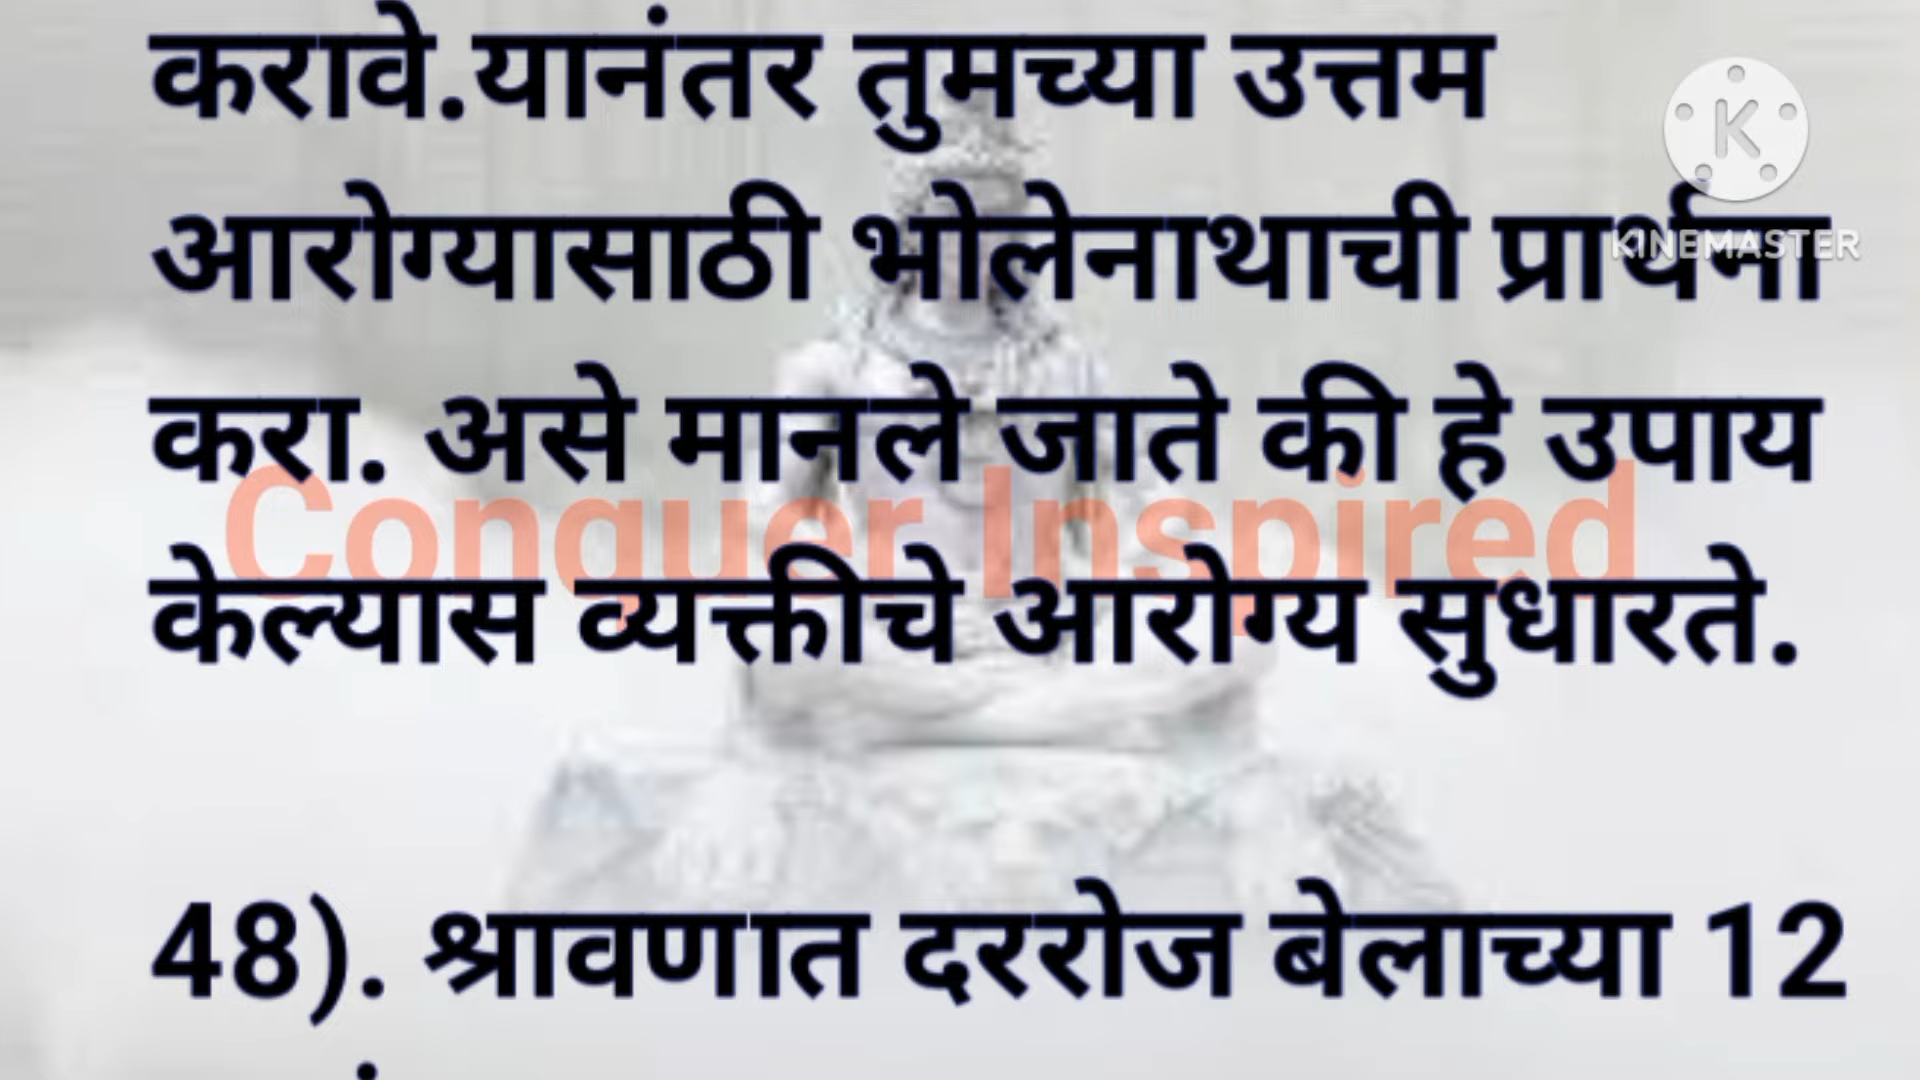 करावे.यानंतर तुमच्या उत्तम
K
आरोग्यासाठी भोलेनाथाची प्रार्थना
KINEMASTER
करा. असे मानले जाते की हे उपाय
Conquer Inspired
केल्यास व्यक्तीचे आरोग्य सुधारते.
48). श्रावणात दररोज बेलाच्या 12